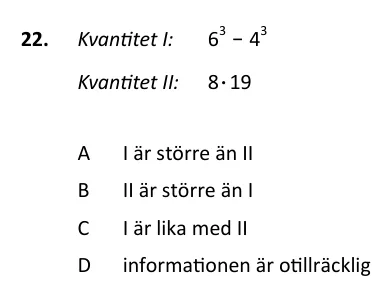 22. Kvantitet I: 6³ − 4³
Kvantitet II: 8·19
A I är större än II
B II är större än I
C I är lika med II
D informationen är otillräcklig